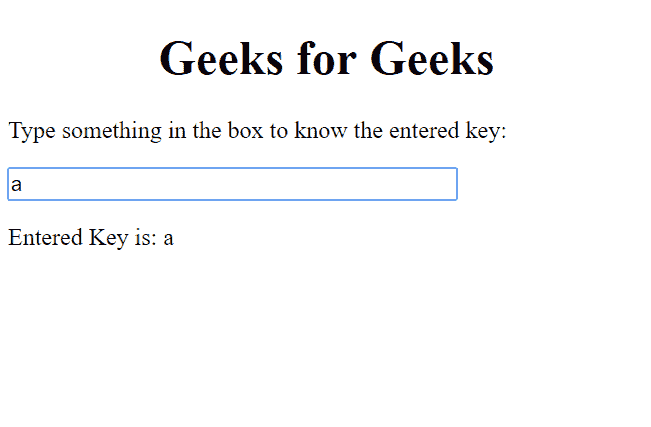 Geeks for Geeks
Type something in the box to know the entered key:
a
Entered Key is: a